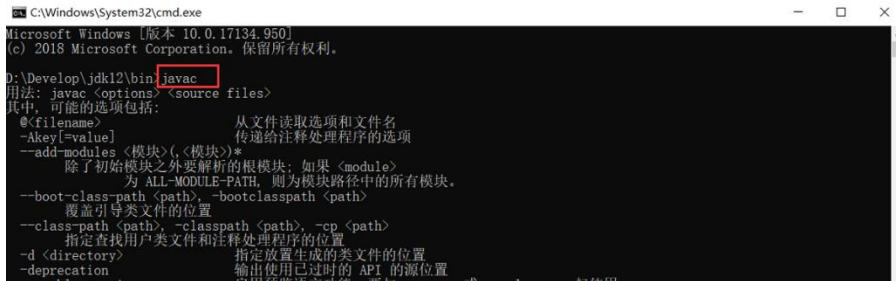 C:\Windows\System32\cmd.exe
Microsoft Windows [版本 10.0.17134.950]
(c) 2018 Microsoft Corporation。保留所有权利。
D:\Develop\jdk12\bin>javac
用法: javac <options> <source files>
其中, 可能的选项包括:
@<filename> 从文件读取选项和文件名
-Akey[=value] 传递给注释处理程序的选项
--add-modules <模块>(,<模块>)*
除了初始模块之外要解析的根模块; 如果 <module>
为 ALL-MODULE-PATH, 则为模块路径中的所有模块。
--boot-class-path <path>, -bootclasspath <path>
覆盖引导类文件的位置
--class-path <path>, -classpath <path>, -cp <path>
指定查找用户类文件和注释处理程序的位置
-d <directory> 指定放置生成的类文件的位置
-deprecation 输出使用已过时的 API 的源位置